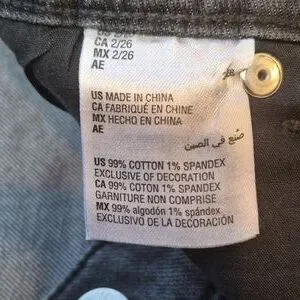 CA 2/26
MX 2/26
AE
US MADE IN CHINA
CA FABRIQUÉ EN CHINE
MX HECHO EN CHINA
AE
صنع في الصين
US 99% COTTON 1% SPANDEX
EXCLUSIVE OF DECORATION
CA 99% COTON 1% SPANDEX
GARNITURE NON COMPRISE
MX 99% algodón 1% spándex
EXCLUSIVO DE LA DECORACIÓN